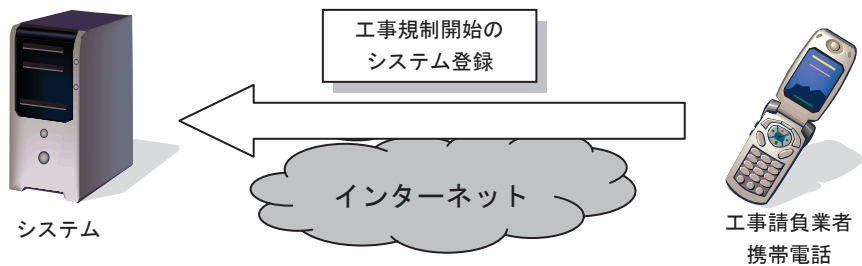 工事規制開始の
システム登録
インターネット
システム
工事請負業者
携帯電話